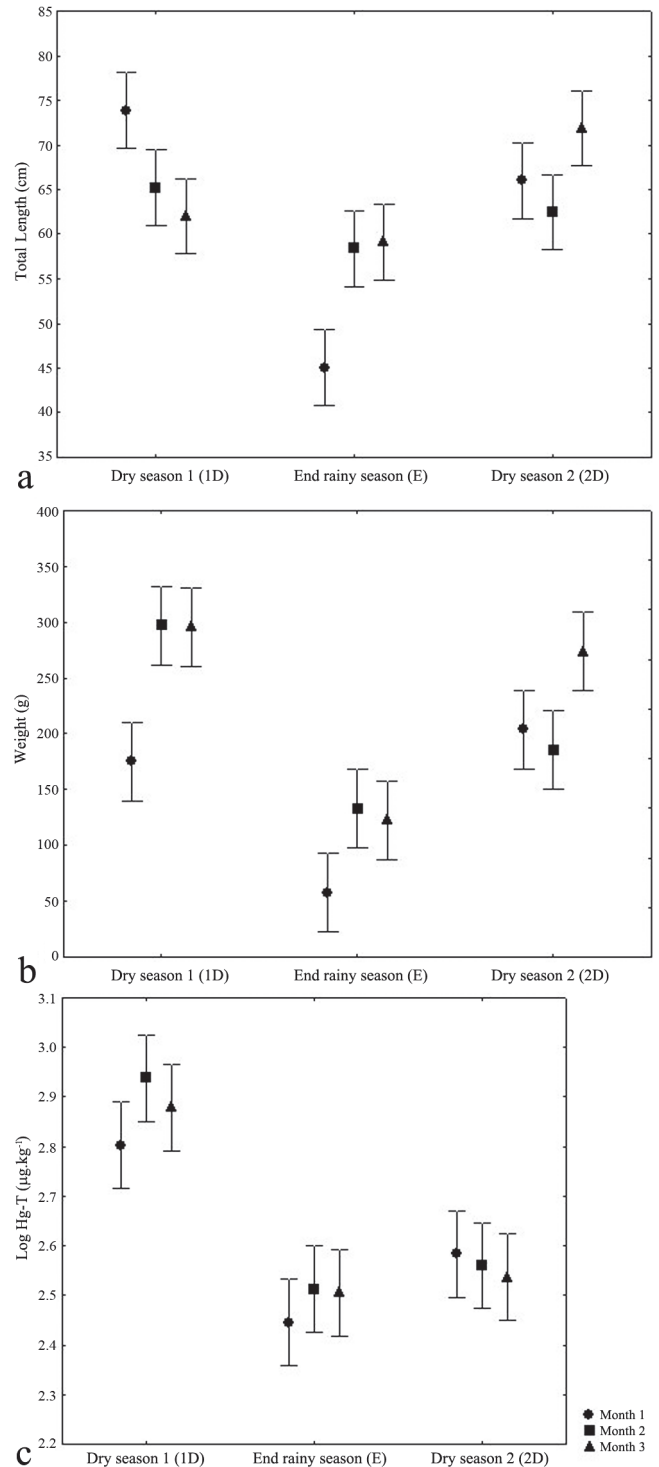 85
80
75
70
65
60
55
50
45
40
35
Total Length (cm)
a
Dry season 1 (1D) End rainy season (E) Dry season 2 (2D)
400
350
300
250
200
150
100
50
0
Weight (g)
b
Dry season 1 (1D) End rainy season (E) Dry season 2 (2D)
3.1
3.0
2.9
2.8
2.7
2.6
2.5
2.4
2.3
2.2
Log Hg-T (µg.kg⁻¹)
c
Dry season 1 (1D) End rainy season (E) Dry season 2 (2D)
Month 1
Month 2
Month 3